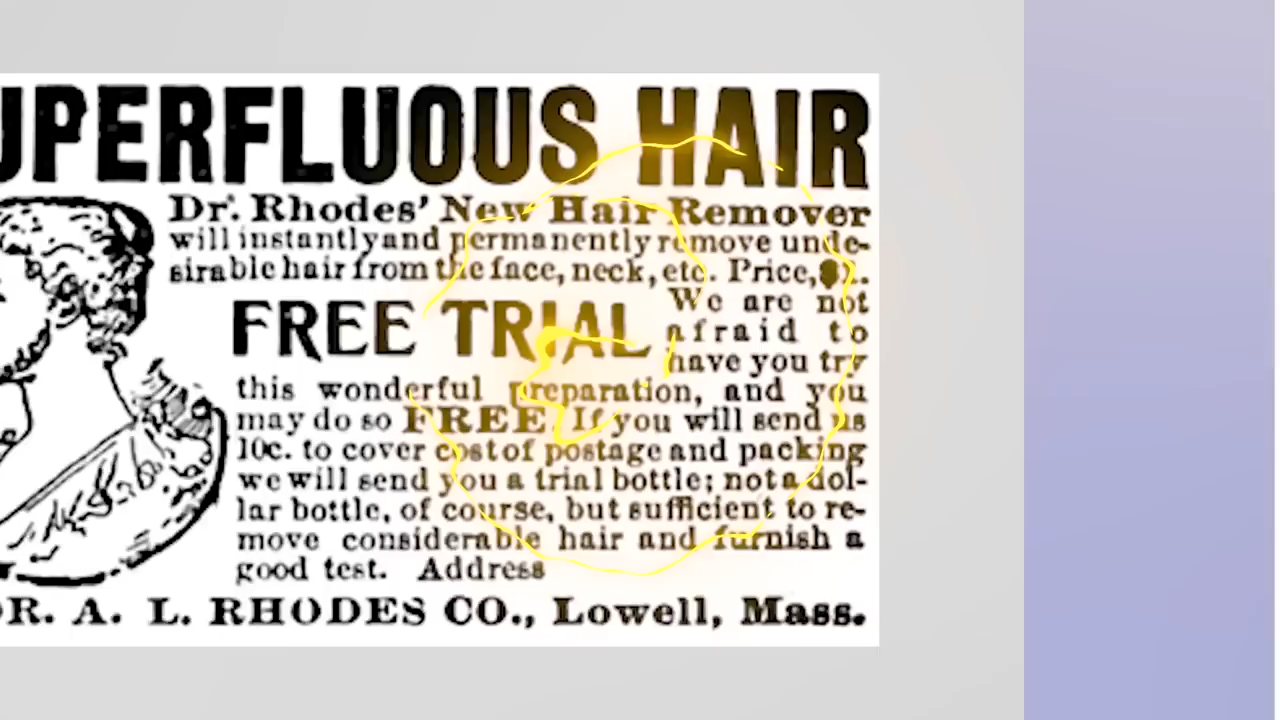 UPERFLUOUS HAIR
Dr. Rhodes' New Hair Remover
will instantly and permanently remove unde-
sirable hair from the face, neck, etc. Price, $1.
FREE TRIAL
We are not
afraid to
have you try
this wonderful preparation, and you
may do so FREE. If you will send us
10c. to cover cost of postage and packing
we will send you a trial bottle; not a dol-
lar bottle, of course, but sufficient to re-
move considerable hair and furnish a
good test. Address
DR. A. L. RHODES CO., Lowell, Mass.